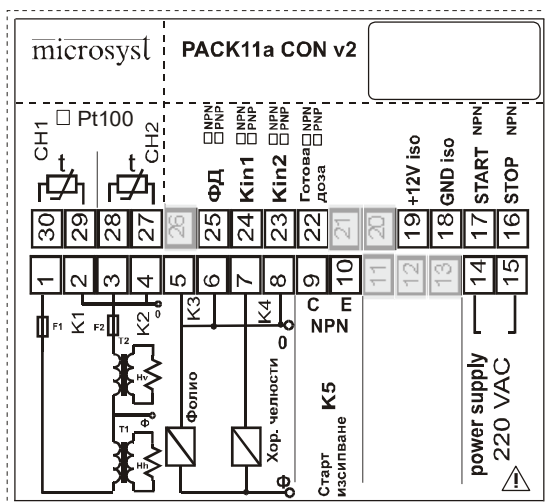 microsyst
PACK11a CON v2
☐ Pt100
CH1
CH2
t
t
☐NPN
☐PNP
ФД
☐NPN
☐PNP
Kin1
☐NPN
☐PNP
Kin2
☐NPN
☐PNP
Готова
доза
+12V iso
GND iso
START NPN
STOP NPN
30 29 28 27 26 25 24 23 22 21 20 19 18 17 16
1 2 3 4 5 6 7 8 9 10 11 12 13 14 15
F1
K1
F2
K2
0
K3
K4
0
C E
NPN
T2
Hv
Ф
T1
Hh
Фолио
Хор. челности
Ф
Старт
изсипване
K5
power supply
220 VAC